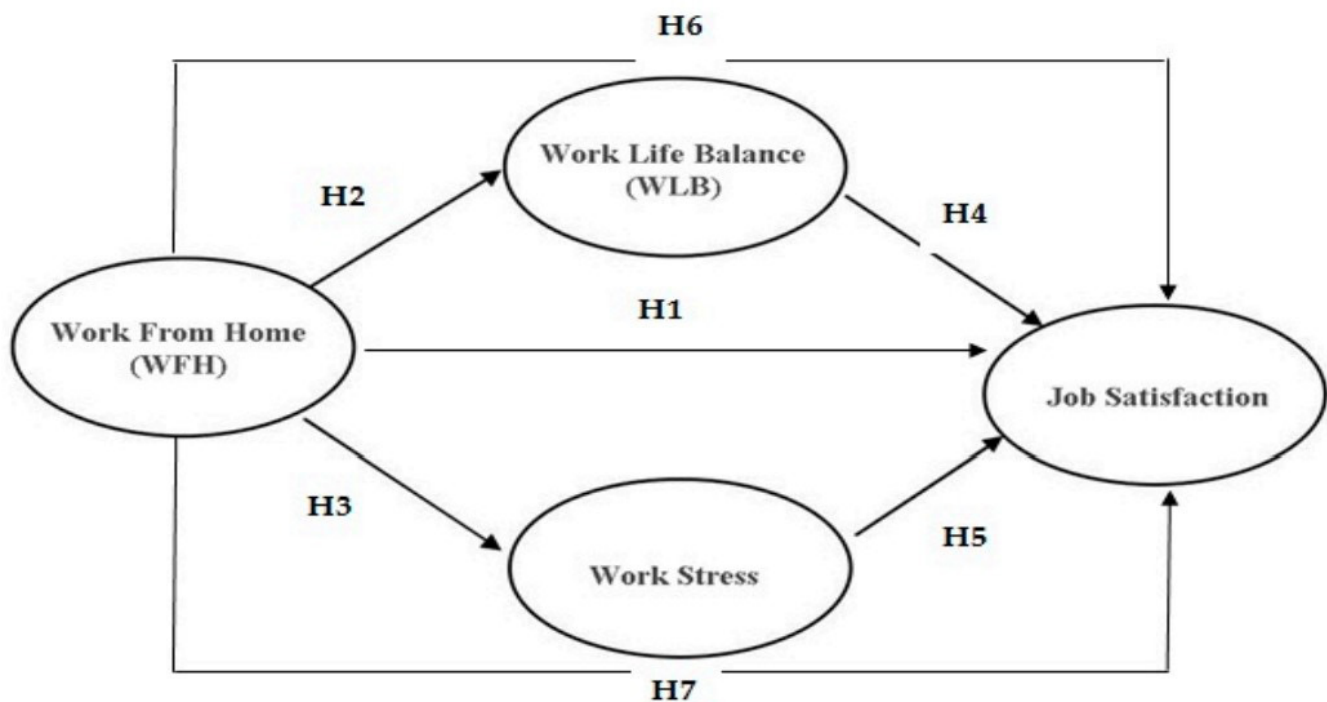 H6
Work Life Balance
(WLB)
H2
H4
H1
Work From Home
(WFH)
Job Satisfaction
H3
H5
Work Stress
H7